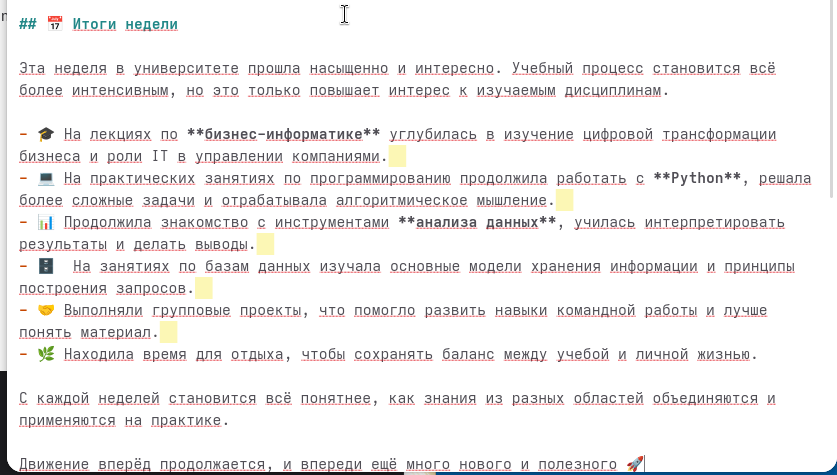 ## 📅 Итоги недели
Эта неделя в университете прошла насыщенно и интересно. Учебный процесс становится всё
более интенсивным, но это только повышает интерес к изучаемым дисциплинам.
- 🎓 На лекциях по **бизнес-информатике** углубилась в изучение цифровой трансформации
бизнеса и роли IT в управлении компаниями.
- 💻 На практических занятиях по программированию продолжила работать с **Python**, решала
более сложные задачи и отрабатывала алгоритмическое мышление.
- 📊 Продолжила знакомство с инструментами **анализа данных**, училась интерпретировать
результаты и делать выводы.
- 🗄️ На занятиях по базам данных изучала основные модели хранения информации и принципы
построения запросов.
- 🤝 Выполняли групповые проекты, что помогло развить навыки командной работы и лучше
понять материал.
- 🌿 Находила время для отдыха, чтобы сохранять баланс между учебой и личной жизнью.
С каждой неделей становится всё понятнее, как знания из разных областей объединяются и
применяются на практике.
Движение вперёд продолжается, и впереди ещё много нового и полезного 🚀